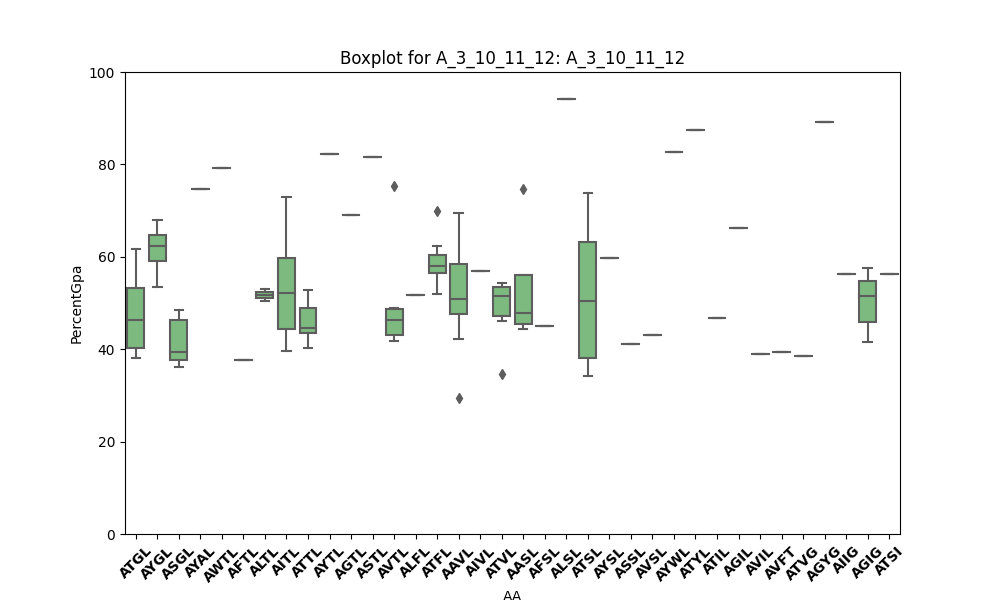 Boxplot for A_3_10_11_12: A_3_10_11_12
100
80
60
40
20
0
PercentGpa
ATGL AYGL ASGL AYAL AWTL AFTL ALTL AITL ATTL AYTL AGTL ASTL AVTL ALFL ATFL AAVL AIVL ATVL AASL AFSL ALSL ATSL AYSL ASSL AVSL AYWL ATYL ATIL AGIL AVIL AVFT ATVG AGYG AIIG AGIG ATSI
AA